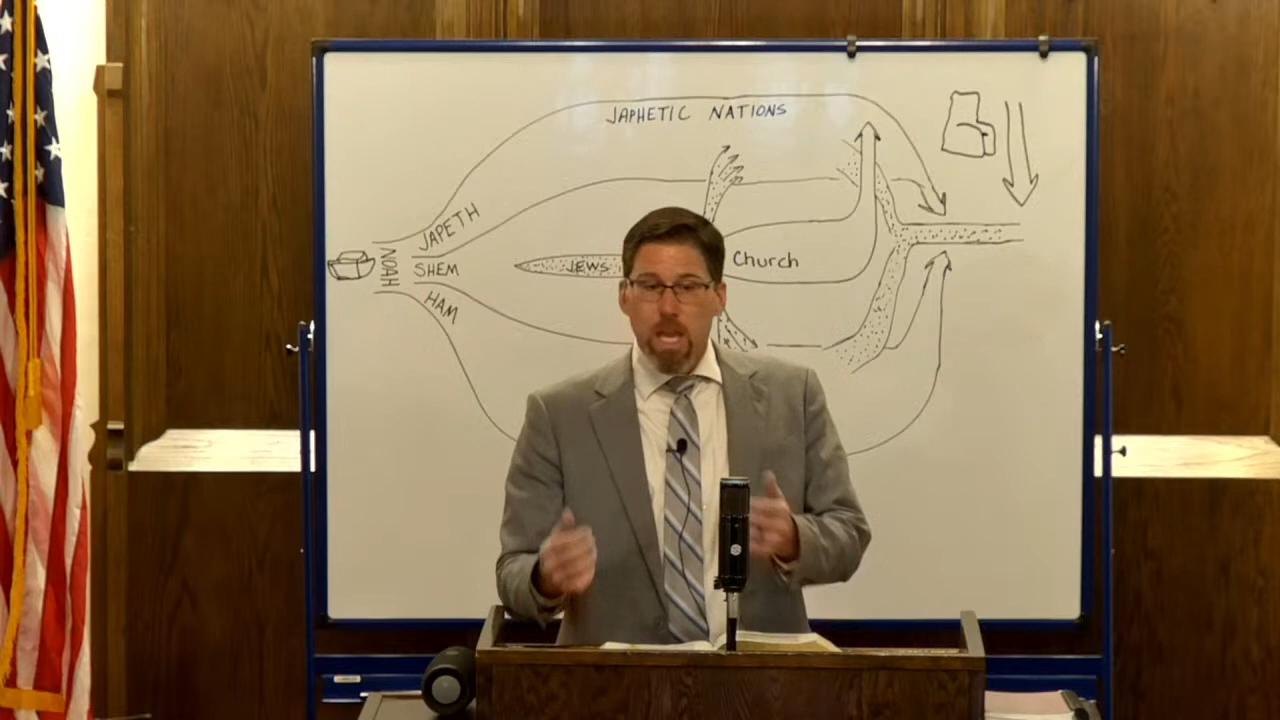 JAPHETIC NATIONS
JAPETH
NOAH
SHEM
HAM
JEWS
Church